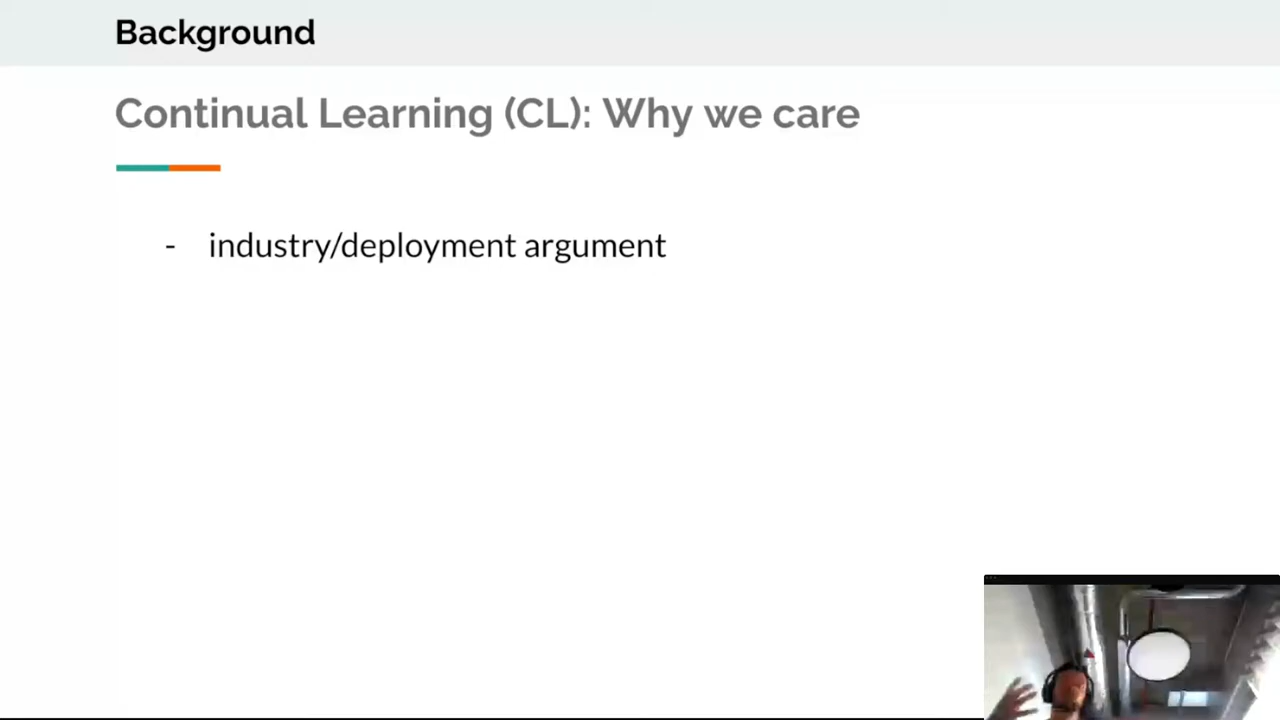 Background
Continual Learning (CL): Why we care
- industry/deployment argument